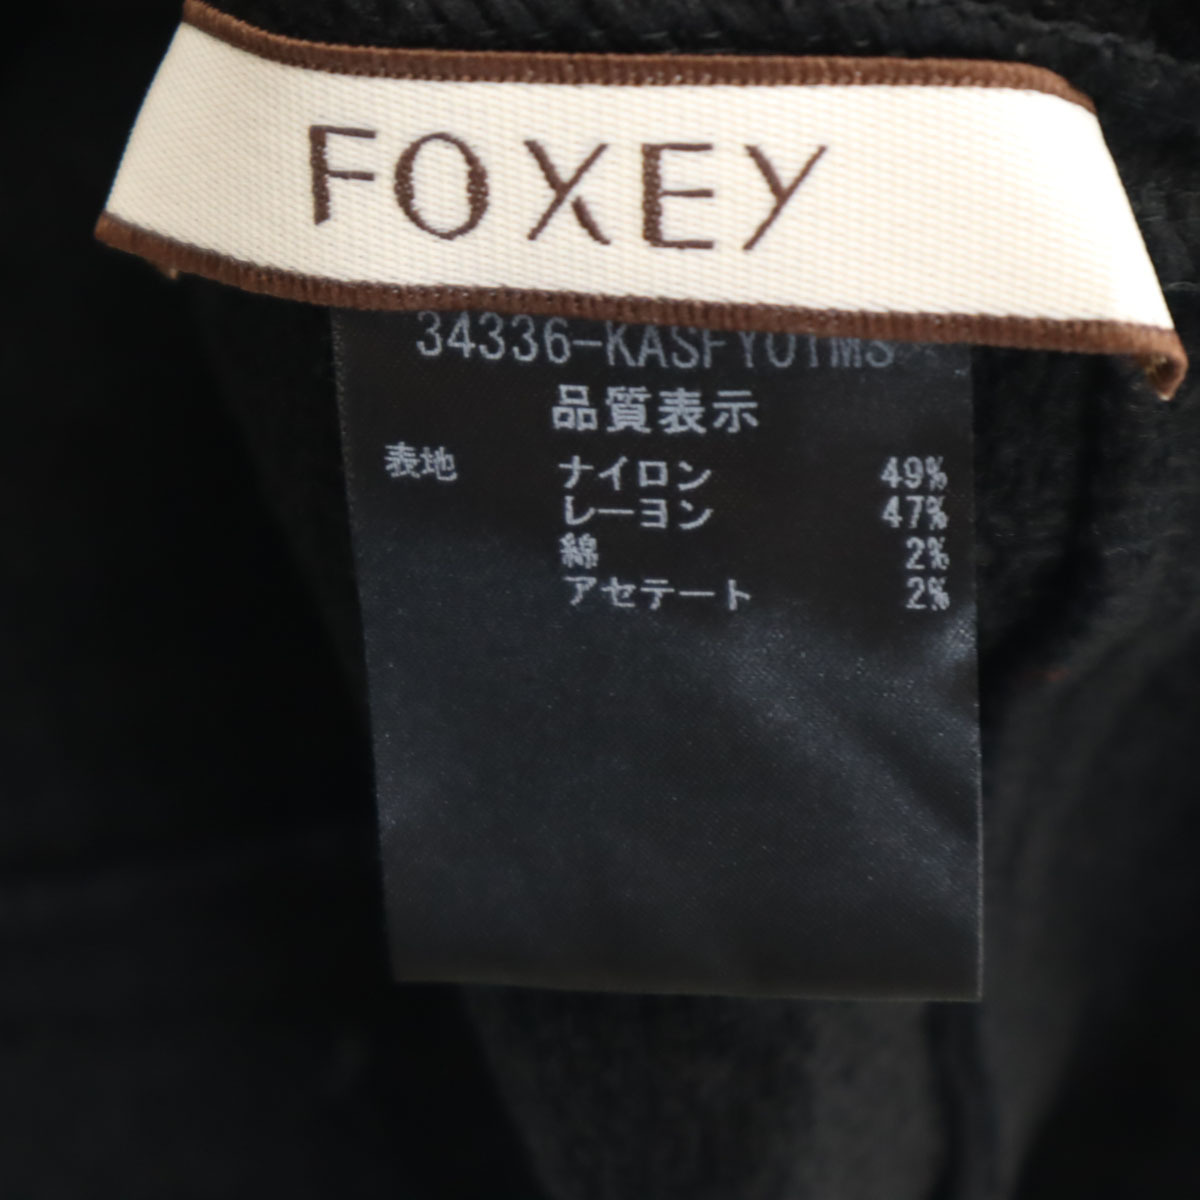 FOXEY
34336-KASFY01MS
品質表示
表地 ナイロン 49%
レーヨン 47%
綿 2%
アセテート 2%